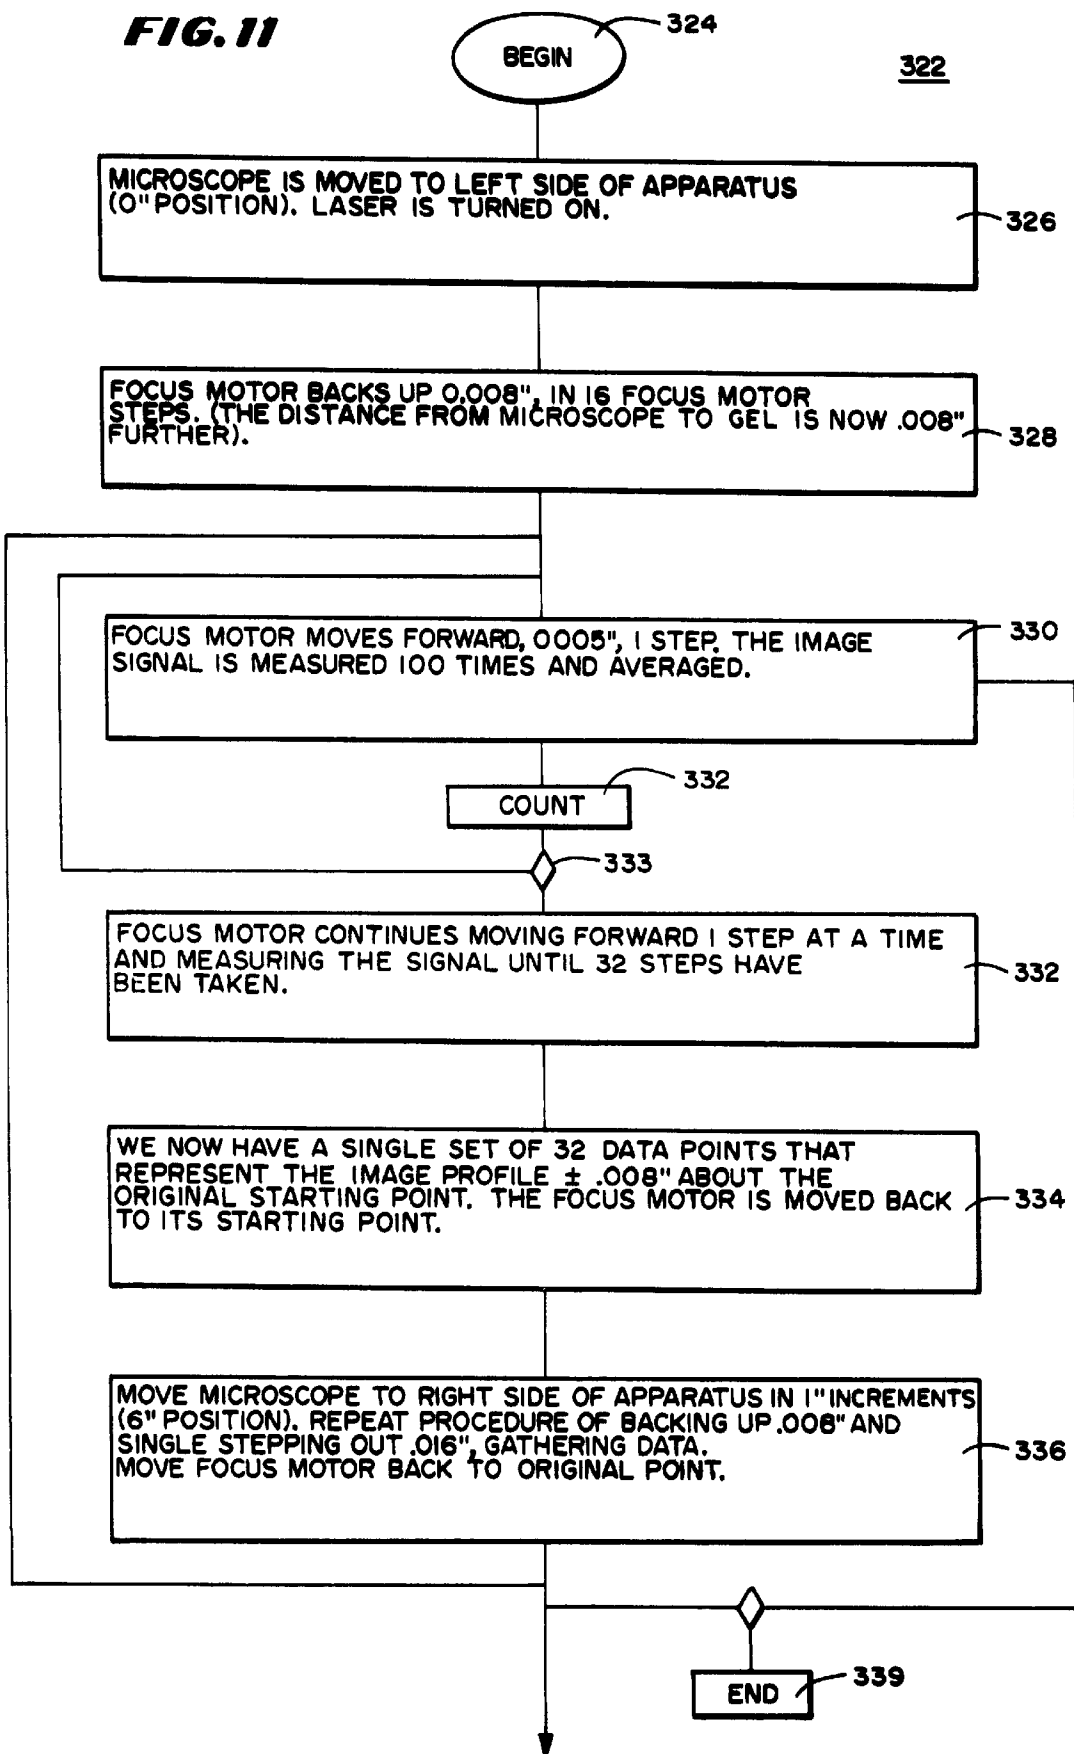 FIG. 11
324
BEGIN
322
MICROSCOPE IS MOVED TO LEFT SIDE OF APPARATUS
(0" POSITION). LASER IS TURNED ON.
326
FOCUS MOTOR BACKS UP 0.008", IN 16 FOCUS MOTOR
STEPS. (THE DISTANCE FROM MICROSCOPE TO GEL IS NOW .008"
FURTHER).
328
FOCUS MOTOR MOVES FORWARD, 0005", 1 STEP. THE IMAGE
SIGNAL IS MEASURED 100 TIMES AND AVERAGED.
330
332
COUNT
333
FOCUS MOTOR CONTINUES MOVING FORWARD 1 STEP AT A TIME
AND MEASURING THE SIGNAL UNTIL 32 STEPS HAVE
BEEN TAKEN.
332
WE NOW HAVE A SINGLE SET OF 32 DATA POINTS THAT
REPRESENT THE IMAGE PROFILE ± .008" ABOUT THE
ORIGINAL STARTING POINT. THE FOCUS MOTOR IS MOVED BACK
TO ITS STARTING POINT.
334
MOVE MICROSCOPE TO RIGHT SIDE OF APPARATUS IN 1" INCREMENTS
(6" POSITION). REPEAT PROCEDURE OF BACKING UP .008" AND
SINGLE STEPPING OUT .016", GATHERING DATA.
MOVE FOCUS MOTOR BACK TO ORIGINAL POINT.
336
END
339